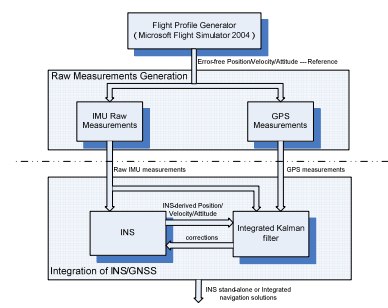 Flight Profile Generator
(Microsoft Flight Simulator 2004)
Error-free Position/Velocity/Attitude --- Reference
Raw Measurements Generation
IMU Raw
Measurements
GPS
Measurements
Raw IMU measurements
GPS measurements
INS-derived Position/
Velocity/Attitude
INS
Integrated Kalman
filter
corrections
Integration of INS/GNSS
INS stand-alone or Integrated
navigation solutions